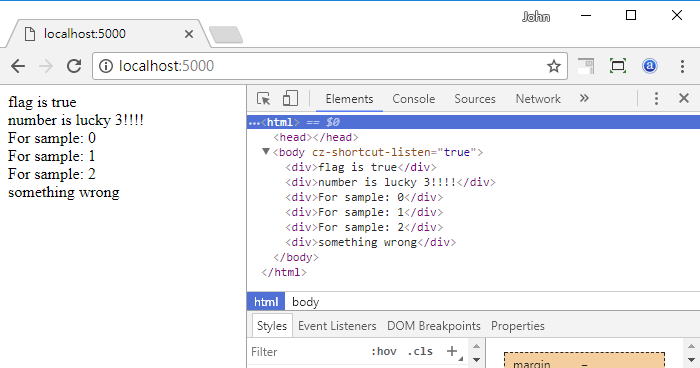 John
localhost:5000
localhost:5000
flag is true
number is lucky 3!!!!
For sample: 0
For sample: 1
For sample: 2
something wrong
Elements Console Sources Network »
…<html> == $0
<head></head>
<body cz-shortcut-listen="true">
<div>flag is true</div>
<div>number is lucky 3!!!!</div>
<div>For sample: 0</div>
<div>For sample: 1</div>
<div>For sample: 2</div>
<div>something wrong</div>
</body>
</html>
html body
Styles Event Listeners DOM Breakpoints Properties
Filter :hov .cls +
margin –